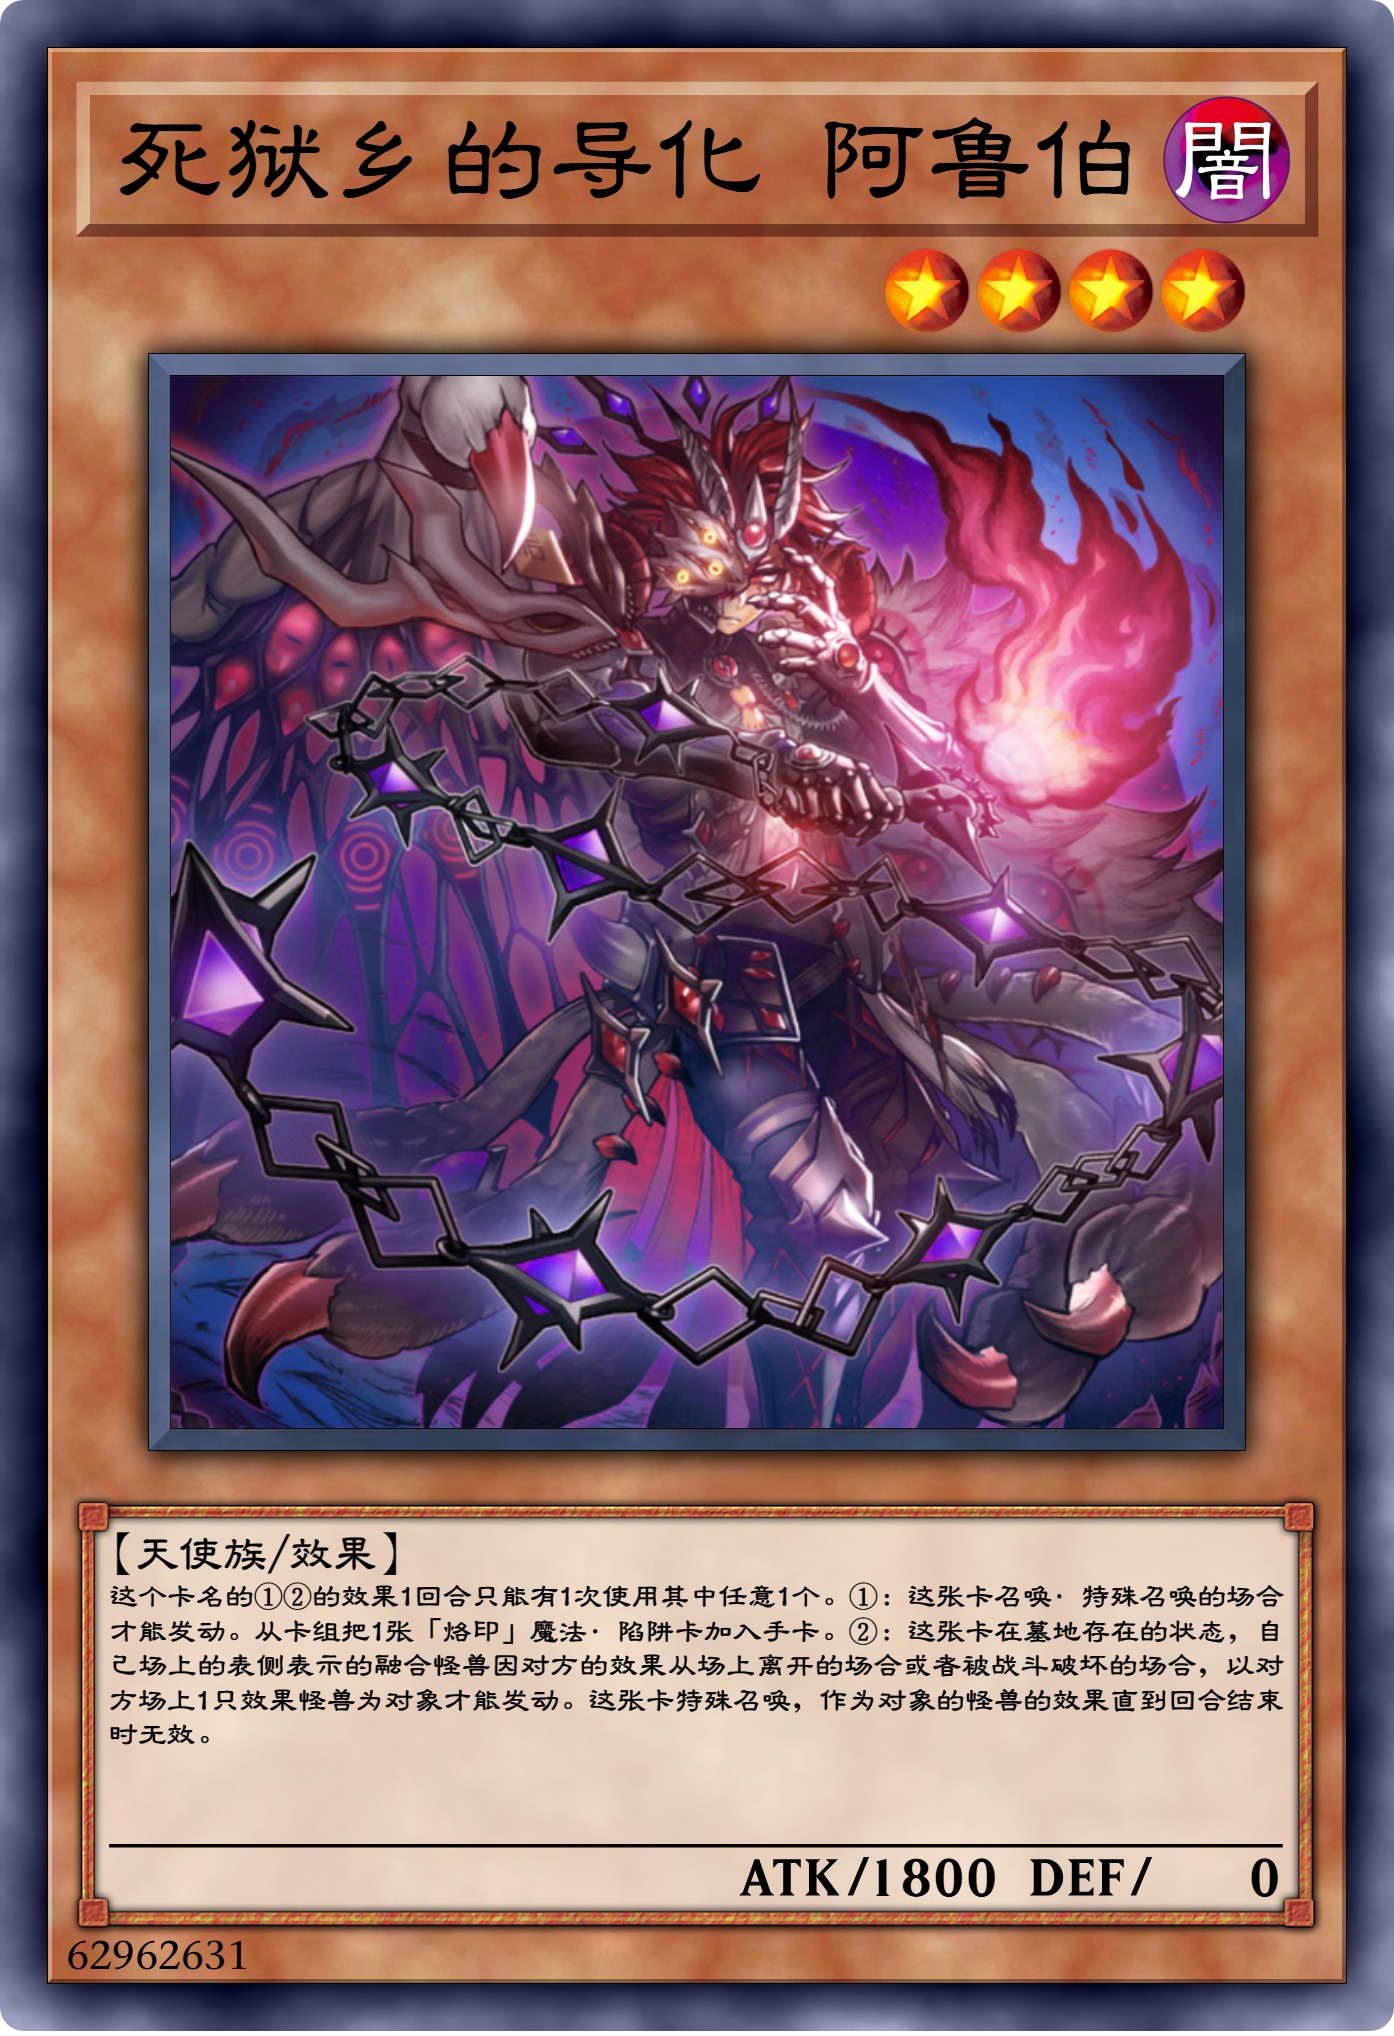 死狱乡的导化 阿鲁伯 闇
【天使族/效果】
这个卡名的①②的效果1回合只能有1次使用其中任意1个。①：这张卡召唤·特殊召唤的场合
才能发动。从卡组把1张「烙印」魔法·陷阱卡加入手卡。②：这张卡在墓地存在的状态，自
己场上的表侧表示的融合怪兽因对方的效果从场上离开的场合或者被战斗破坏的场合，以对
方场上1只效果怪兽为对象才能发动。这张卡特殊召唤，作为对象的怪兽的效果直到回合结束
时无效。
ATK/1800 DEF/ 0
62962631